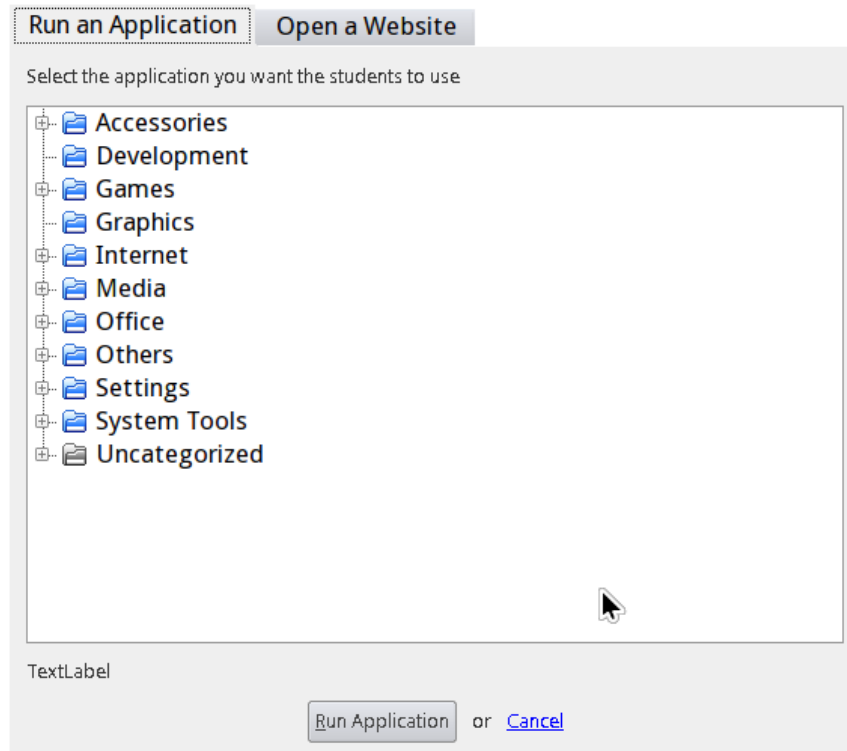 Run an Application Open a Website
Select the application you want the students to use
Accessories
Development
Games
Graphics
Internet
Media
Office
Others
Settings
System Tools
Uncategorized
TextLabel
Run Application or Cancel